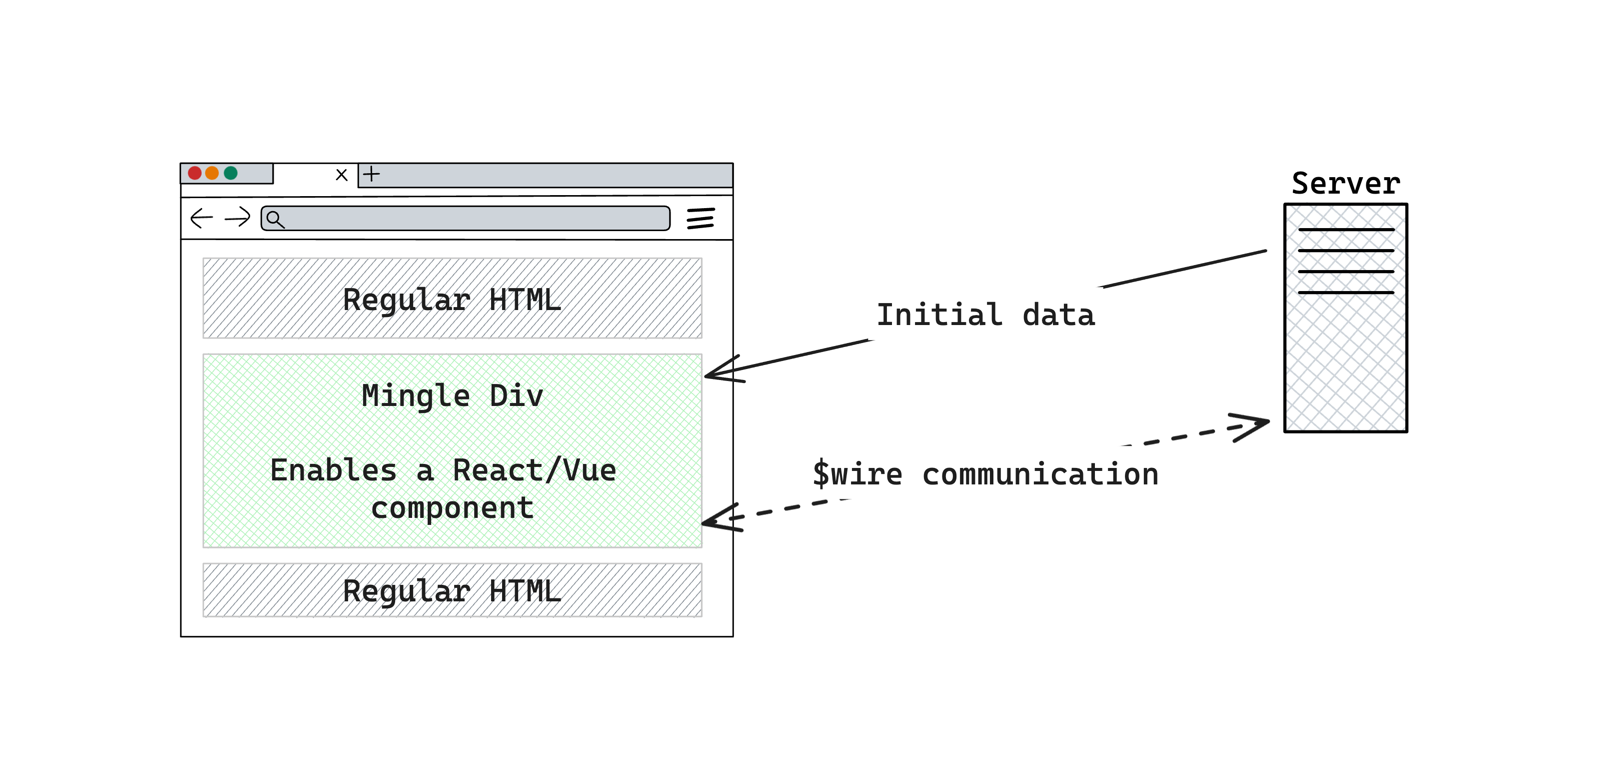 Server
Regular HTML
Initial data
Mingle Div
Enables a React/Vue
component
$wire communication
Regular HTML